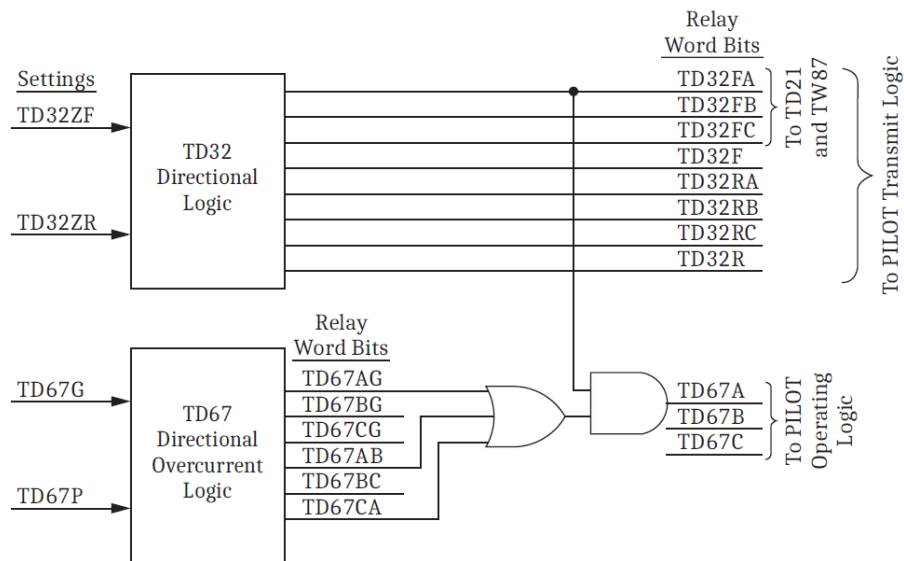 Settings
TD32ZF
TD32ZR
TD32
Directional
Logic
Relay
Word Bits
TD32FA
TD32FB
TD32FC
TD32F
TD32RA
TD32RB
TD32RC
TD32R
To TD21
and TW87
To PILOT Transmit Logic
TD67G
TD67P
TD67
Directional
Overcurrent
Logic
Relay
Word Bits
TD67AG
TD67BG
TD67CG
TD67AB
TD67BC
TD67CA
TD67A
TD67B
TD67C
To PILOT
Operating
Logic